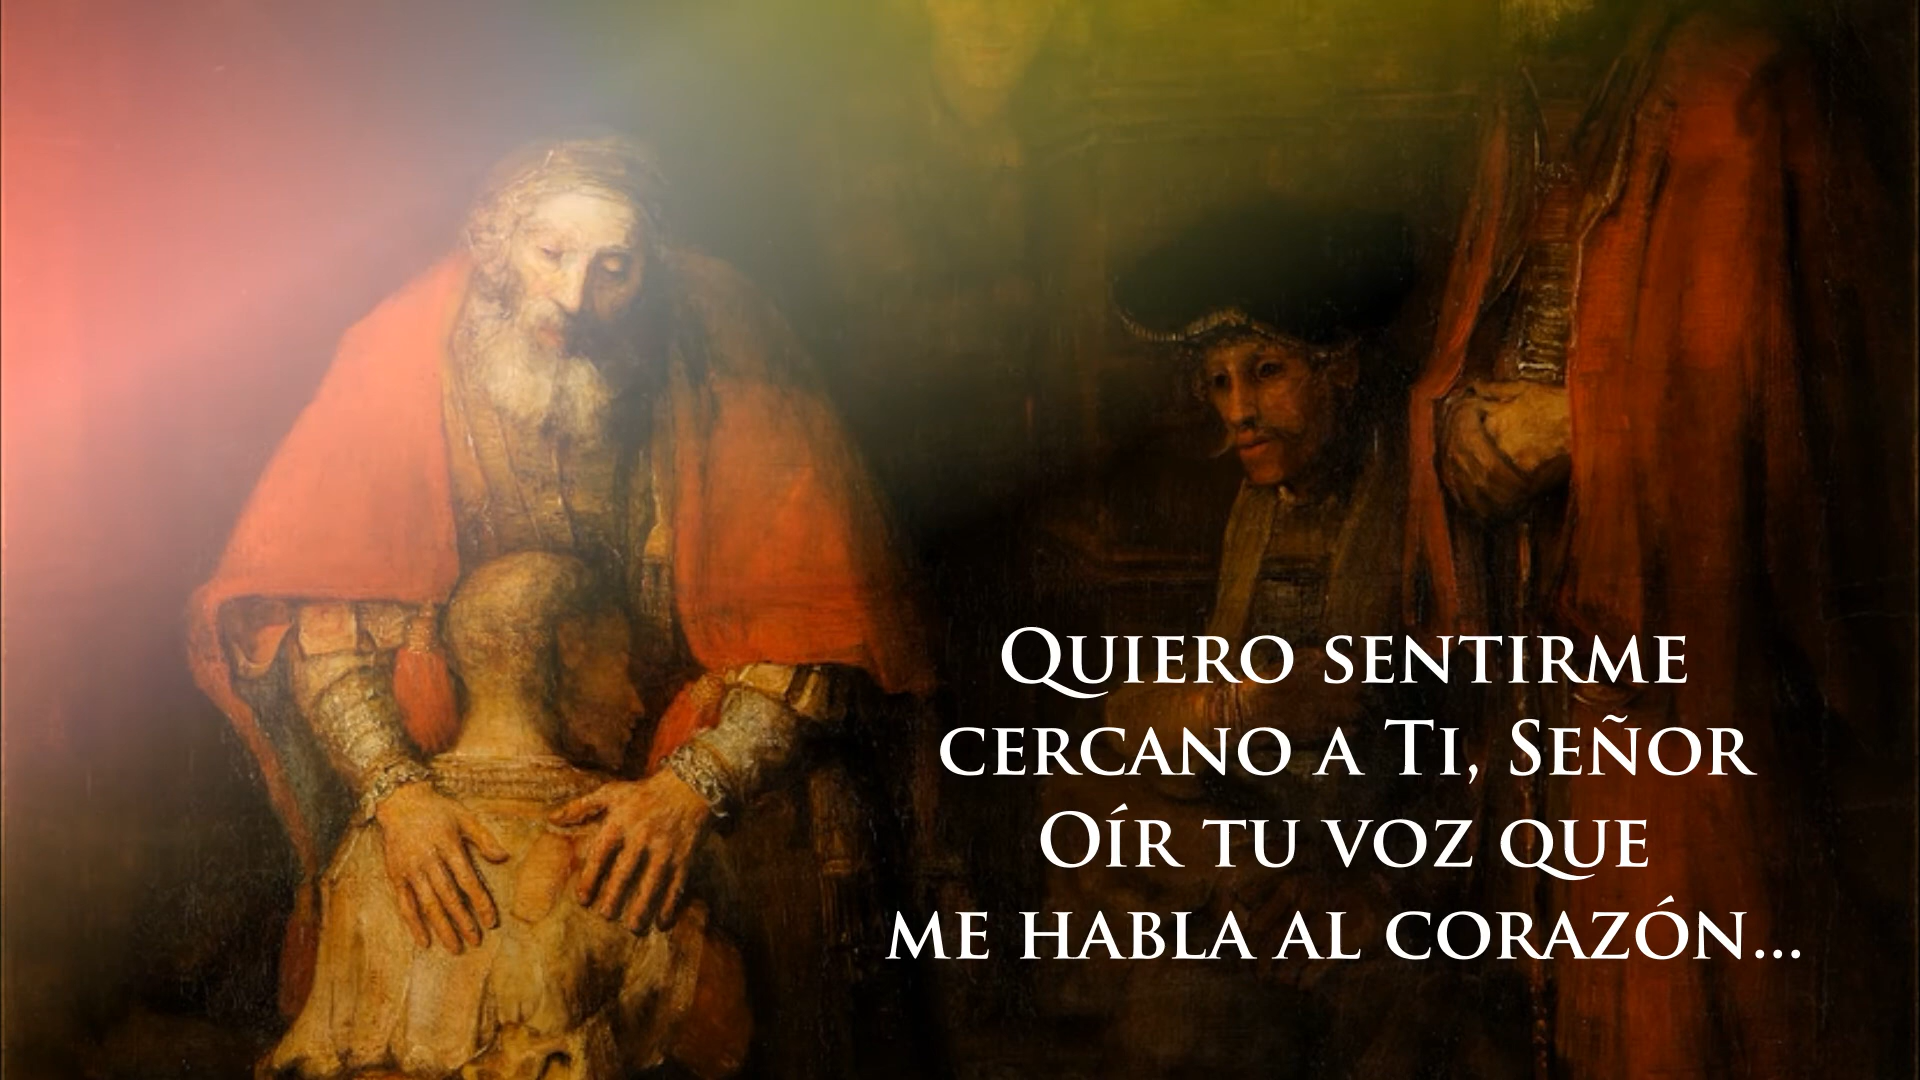 Quiero sentirme
cercano a Ti, Señor
Oír tu voz que
me habla al corazón...